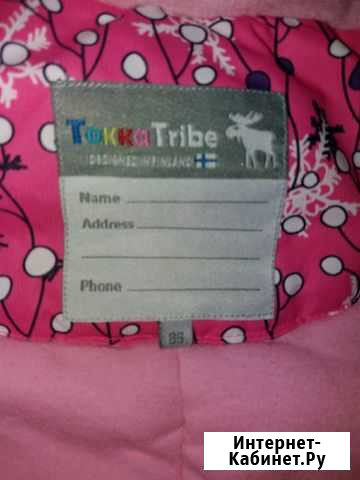 TokkaTribe
DESIGNED IN FINLAND
Name
Address
Phone
86
Интернет-
Кабинет.Ру